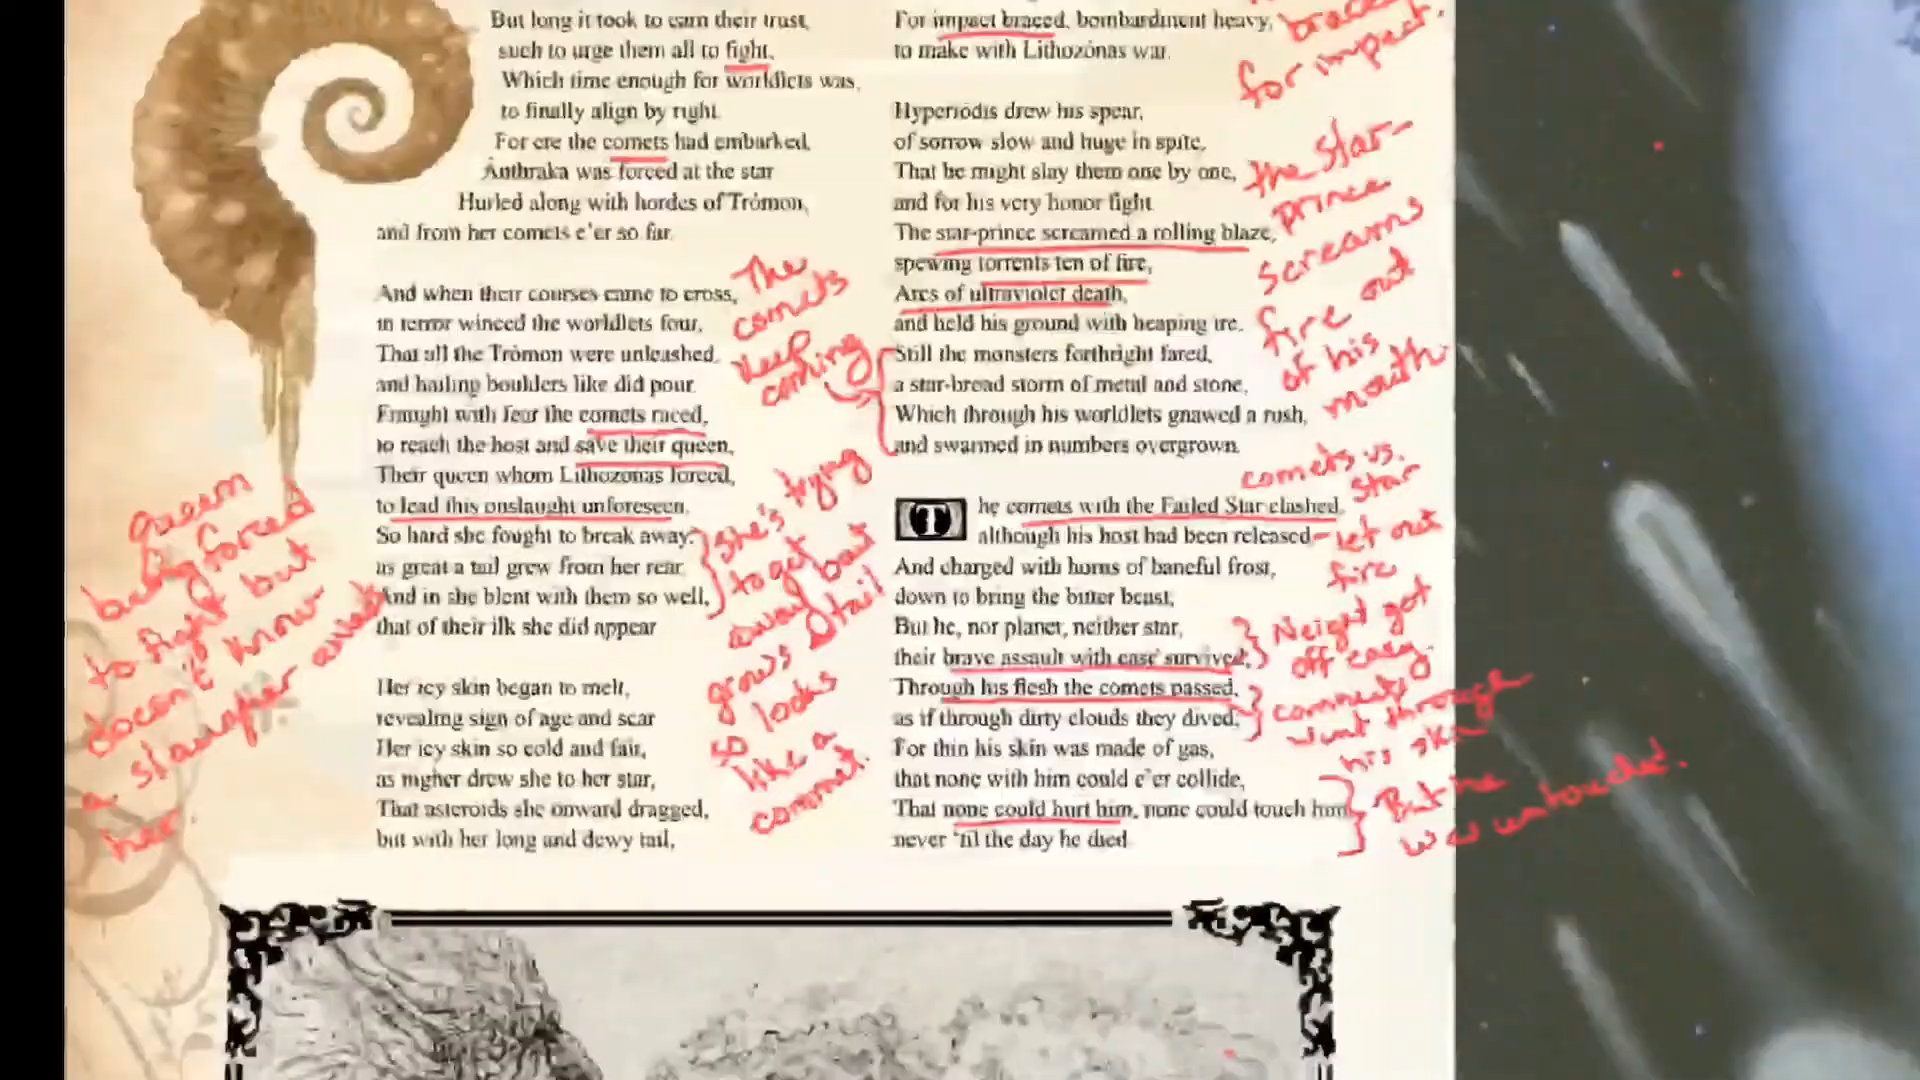 But long it took to earn their trust,
such to urge them all to fight,
Which time enough for worldlets was,
to finally align by right.
For ere the comets had embarked,
Anthraka was forced at the star
Hurled along with hordes of Trómon,
and from her comets e'er so far.
And when their courses came to cross,
in terror winced the worldlets four,
That all the Trómon were unleashed,
and hailing boulders like did pour.
Fraught with fear the comets raced,
to reach the host and save their queen,
Their queen whom Lithozonas forced,
to lead this onslaught unforeseen.
So hard she fought to break away,
as great a tail grew from her rear
And in she blent with them so well,
that of their ilk she did appear
Her icy skin began to melt,
revealing sign of age and scar
Her icy skin so cold and fair,
as nigher drew she to her star,
That asteroids she onward dragged,
but with her long and dewy tail,
For impact braced, bombardment heavy,
to make with Lithozónas war.
Hyperiódis drew his spear,
of sorrow slow and huge in spite,
That he might slay them one by one,
and for his very honor fight
The star-prince screamed a rolling blaze,
spewing torrents ten of fire,
Arcs of ultraviolet death,
and held his ground with heaping ire.
Still the monsters forthright fared,
a star-bread storm of metal and stone,
Which through his worldlets gnawed a rush,
and swarmed in numbers overgrown.
The comets with the Failed Star clashed,
although his host had been released
And charged with horns of baneful frost,
down to bring the bitter beast,
But he, nor planet, neither star,
their brave assault with ease survived;
Through his flesh the comets passed,
as if through dirty clouds they dived;
For thin his skin was made of gas,
that none with him could e'er collide,
That none could hurt him, none could touch him
never 'til the day he died
for impact.
the star-
prince
screams
fire out
of his
mouth
The
comets
keep
coming
comets vs.
star
let out
fire
queen
being forced
to fight but
doesn't know
a slaughter awaits
her.
she's trying
to get
away but
grows a tail
so looks
like a
commet.
Neight got
off easy.
comments
went through
his skin
But he
was untouched.